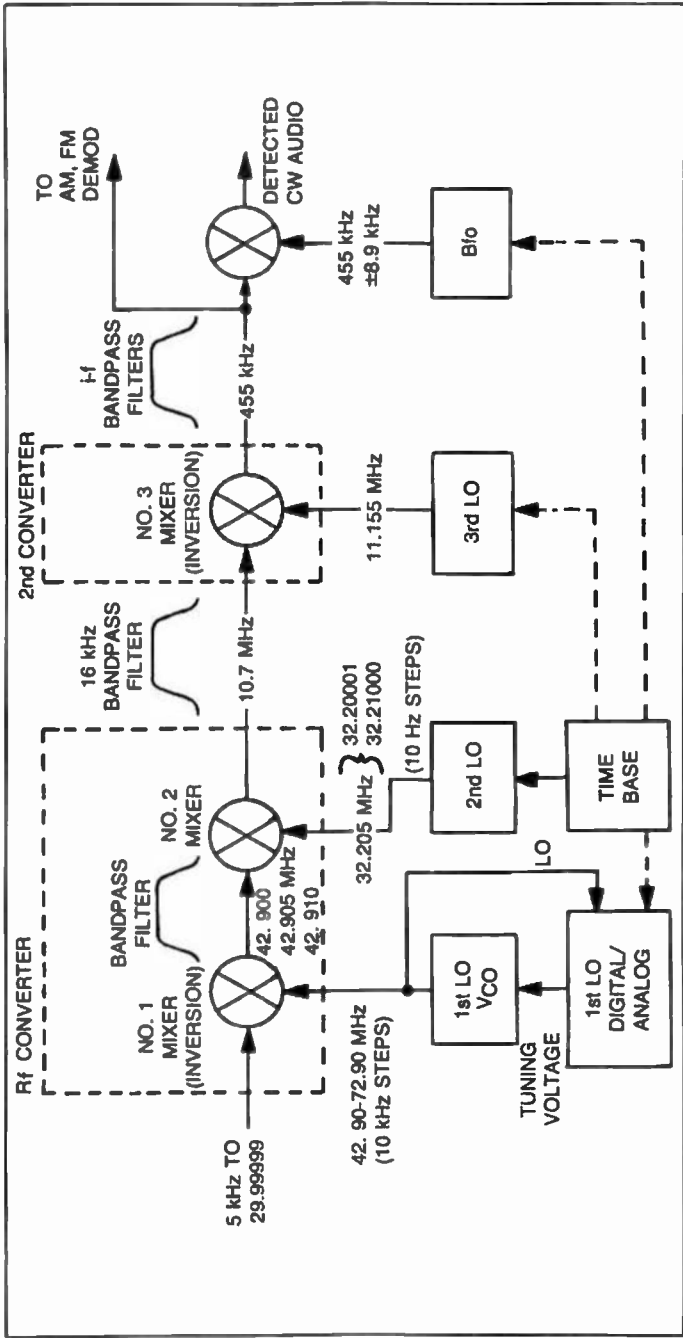 Rf CONVERTER
NO. 1
MIXER
(INVERSION)
BANDPASS
FILTER
NO. 2
MIXER
5 kHz TO
29.99999
42.900
42.905 MHz
42.910
42.90-72.90 MHz
(10 kHz STEPS)
LO
1st LO
VCO
TUNING
VOLTAGE
1st LO
DIGITAL/
ANALOG
32.205 MHz
32.20001
32.21000
(10 Hz STEPS)
2nd LO
TIME
BASE
16 kHz
BANDPASS
FILTER
10.7 MHz
2nd CONVERTER
NO. 3
MIXER
(INVERSION)
11.155 MHz
3rd LO
i-f
BANDPASS
FILTERS
455 kHz
TO
AM, FM
DEMOD
DETECTED
CW AUDIO
455 kHz
±8.9 kHz
Bfo